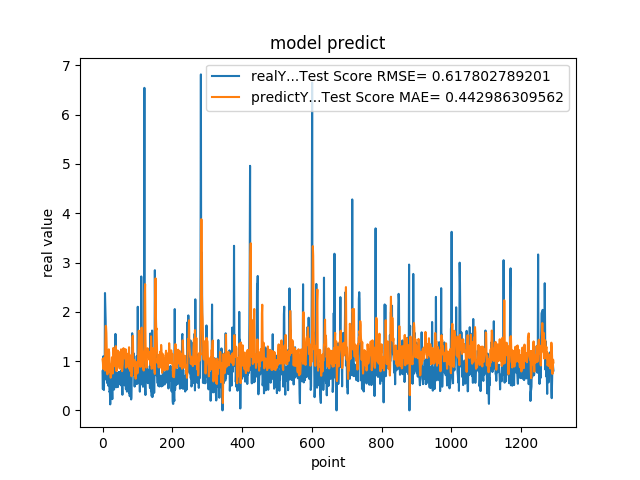 model predict
realY...Test Score RMSE= 0.617802789201
predictY...Test Score MAE= 0.442986309562
7
6
5
4
3
2
1
0
real value
0 200 400 600 800 1000 1200
point